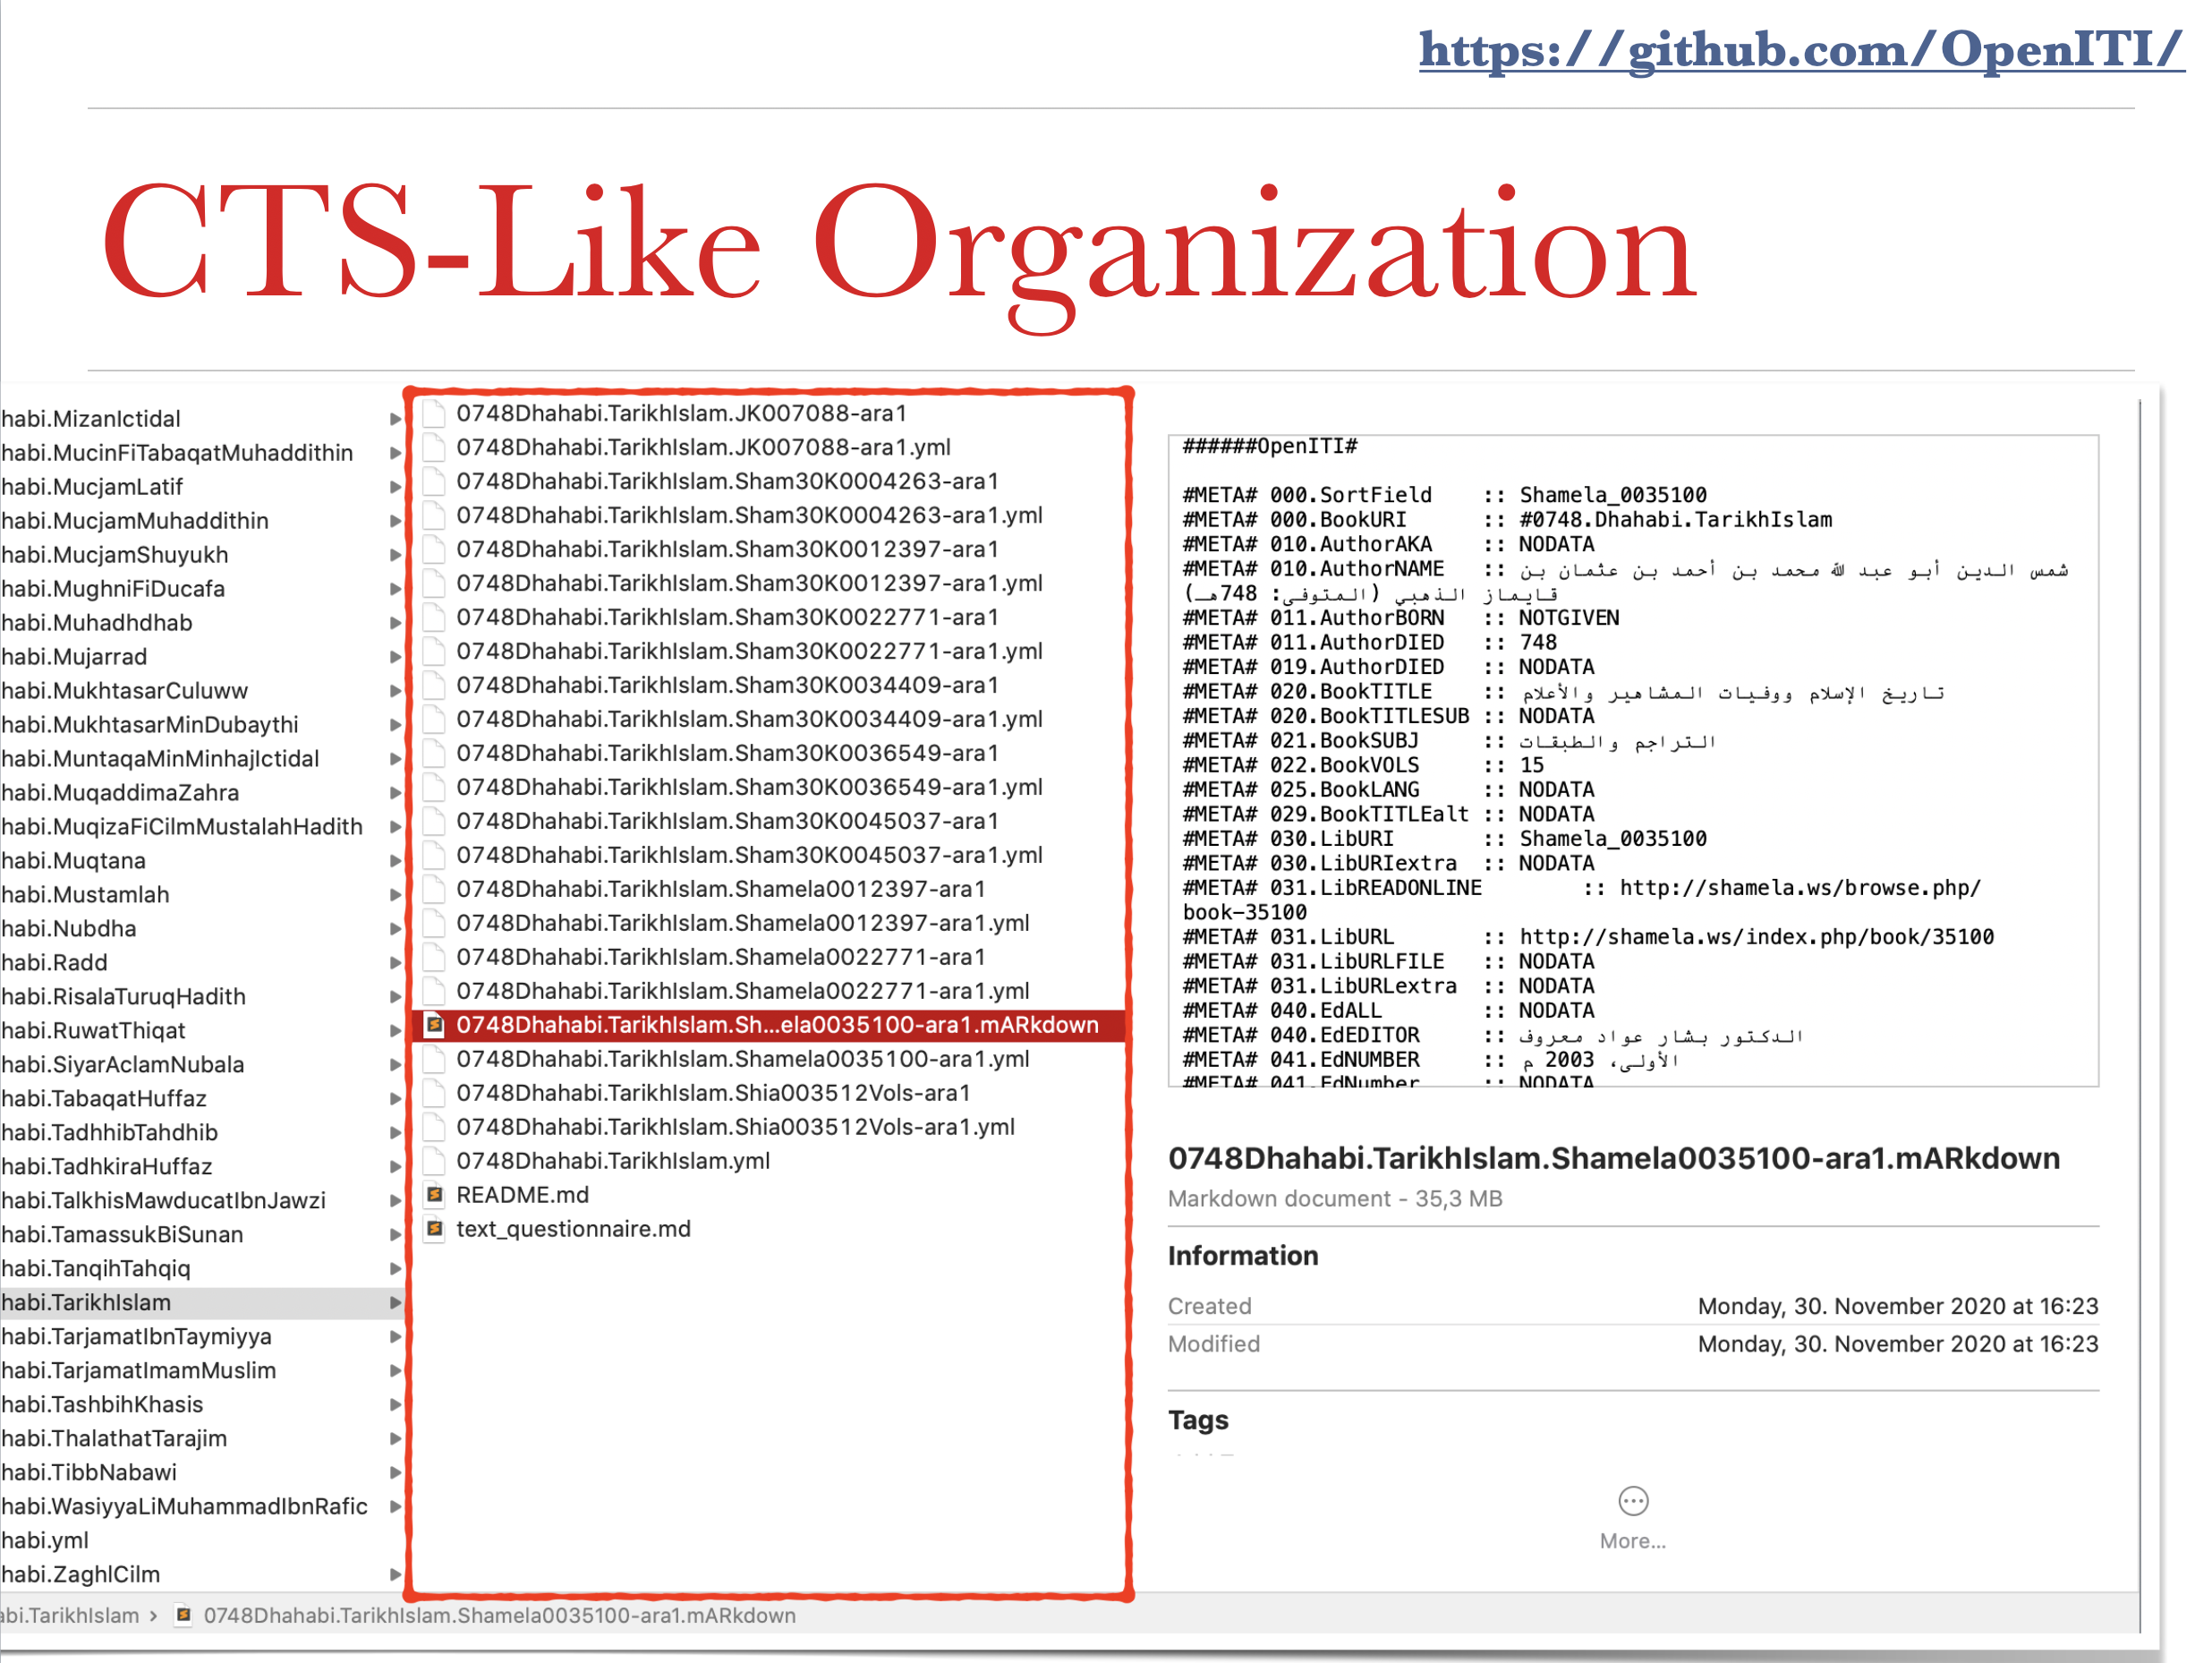 https://github.com/OpenITI/
CTS-Like Organization
habi.MizanIctidal
habi.MucinFiTabaqatMuhaddithin
habi.MucjamLatif
habi.MucjamMuhaddithin
habi.MucjamShuyukh
habi.MughniFiDucafa
habi.Muhadhdhab
habi.Mujarrad
habi.MukhtasarCuluww
habi.MukhtasarMinDubaythi
habi.MuntaqaMinMinhajIctidal
habi.MuqaddimaZahra
habi.MuqizaFiCilmMustalahHadith
habi.Muqtana
habi.Mustamlah
habi.Nubdha
habi.Radd
habi.RisalaTuruqHadith
habi.RuwatThiqat
habi.SiyarAclamNubala
habi.TabaqatHuffaz
habi.TadhhibTahdhib
habi.TadhkiraHuffaz
habi.TalkhisMawducatIbnJawzi
habi.TamassukBiSunan
habi.TanqihTahqiq
habi.TarikhIslam
habi.TarjamatIbnTaymiyya
habi.TarjamatImamMuslim
habi.TashbihKhasis
habi.ThalathatTarajim
habi.TibbNabawi
habi.WasiyyaLiMuhammadIbnRafic
habi.yml
habi.ZaghlCilm
0748Dhahabi.TarikhIslam.JK007088-ara1
0748Dhahabi.TarikhIslam.JK007088-ara1.yml
0748Dhahabi.TarikhIslam.Sham30K0004263-ara1
0748Dhahabi.TarikhIslam.Sham30K0004263-ara1.yml
0748Dhahabi.TarikhIslam.Sham30K0012397-ara1
0748Dhahabi.TarikhIslam.Sham30K0012397-ara1.yml
0748Dhahabi.TarikhIslam.Sham30K0022771-ara1
0748Dhahabi.TarikhIslam.Sham30K0022771-ara1.yml
0748Dhahabi.TarikhIslam.Sham30K0034409-ara1
0748Dhahabi.TarikhIslam.Sham30K0034409-ara1.yml
0748Dhahabi.TarikhIslam.Sham30K0036549-ara1
0748Dhahabi.TarikhIslam.Sham30K0036549-ara1.yml
0748Dhahabi.TarikhIslam.Sham30K0045037-ara1
0748Dhahabi.TarikhIslam.Sham30K0045037-ara1.yml
0748Dhahabi.TarikhIslam.Shamela0012397-ara1
0748Dhahabi.TarikhIslam.Shamela0012397-ara1.yml
0748Dhahabi.TarikhIslam.Shamela0022771-ara1
0748Dhahabi.TarikhIslam.Shamela0022771-ara1.yml
0748Dhahabi.TarikhIslam.Sh...ela0035100-ara1.mARkdown
0748Dhahabi.TarikhIslam.Shamela0035100-ara1.yml
0748Dhahabi.TarikhIslam.Shia003512Vols-ara1
0748Dhahabi.TarikhIslam.Shia003512Vols-ara1.yml
0748Dhahabi.TarikhIslam.yml
README.md
text_questionnaire.md
######OpenITI#
#META# 000.SortField :: Shamela_0035100
#META# 000.BookURI :: #0748.Dhahabi.TarikhIslam
#META# 010.AuthorAKA :: NODATA
#META# 010.AuthorNAME :: شمس الدين أبو عبد الله محمد بن أحمد بن عثمان بن
قايماز الذهبي (المتوفى: 748هـ)
#META# 011.AuthorBORN :: NOTGIVEN
#META# 011.AuthorDIED :: 748
#META# 019.AuthorDIED :: NODATA
#META# 020.BookTITLE :: تاريخ الإسلام ووفيات المشاهير والأعلام
#META# 020.BookTITLESUB :: NODATA
#META# 021.BookSUBJ :: التراجم والطبقات
#META# 022.BookVOLS :: 15
#META# 025.BookLANG :: NODATA
#META# 029.BookTITLEalt :: NODATA
#META# 030.LibURI :: Shamela_0035100
#META# 030.LibURIextra :: NODATA
#META# 031.LibREADONLINE :: http://shamela.ws/browse.php/
book-35100
#META# 031.LibURL :: http://shamela.ws/index.php/book/35100
#META# 031.LibURLFILE :: NODATA
#META# 031.LibURLextra :: NODATA
#META# 040.EdALL :: NODATA
#META# 040.EdEDITOR :: الدكتور بشار عواد معروف
#META# 041.EdNUMBER :: الأولى، 2003 م
#META# 041.EdNumber :: NODATA
0748Dhahabi.TarikhIslam.Shamela0035100-ara1.mARkdown
Markdown document - 35,3 MB
Information
Created Monday, 30. November 2020 at 16:23
Modified Monday, 30. November 2020 at 16:23
Tags
More...
abi.TarikhIslam › 0748Dhahabi.TarikhIslam.Shamela0035100-ara1.mARkdown